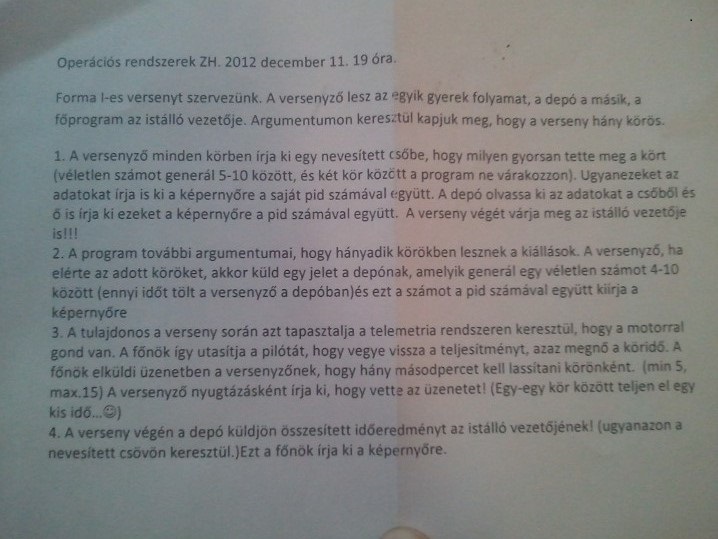 Operációs rendszerek ZH. 2012 december 11. 19 óra.
Forma I-es versenyt szervezünk. A versenyző lesz az egyik gyerek folyamat, a depó a másik, a
főprogram az istálló vezetője. Argumentumon keresztül kapjuk meg, hogy a verseny hány körös.
1. A versenyző minden körben írja ki egy nevesített csőbe, hogy milyen gyorsan tette meg a kört
(véletlen számot generál 5-10 között, és két kör között a program ne várakozzon). Ugyanezeket az
adatokat írja is ki a képernyőre a saját pid számával együtt. A depó olvassa ki az adatokat a csőből és
ő is írja ki ezeket a képernyőre a pid számával együtt. A verseny végét várja meg az istálló vezetője
is!!!
2. A program további argumentumai, hogy hányadik körökben lesznek a kiállások. A versenyző, ha
elérte az adott köröket, akkor küld egy jelet a depónak, amelyik generál egy véletlen számot 4-10
között (ennyi időt tölt a versenyző a depóban)és ezt a számot a pid számával együtt kiírja a
képernyőre
3. A tulajdonos a verseny során azt tapasztalja a telemetria rendszeren keresztül, hogy a motorral
gond van. A főnök így utasítja a pilótát, hogy vegye vissza a teljesítményt, azaz megnő a köridő. A
főnök elküldi üzenetben a versenyzőnek, hogy hány másodpercet kell lassítani körönként. (min 5,
max.15) A versenyző nyugtázásként írja ki, hogy vette az üzenetet! (Egy-egy kör között teljen el egy
kis idő...☺)
4. A verseny végén a depó küldjön összesített időeredményt az istálló vezetőjének! (ugyanazon a
nevesített csövön keresztül.)Ezt a főnök írja ki a képernyőre.